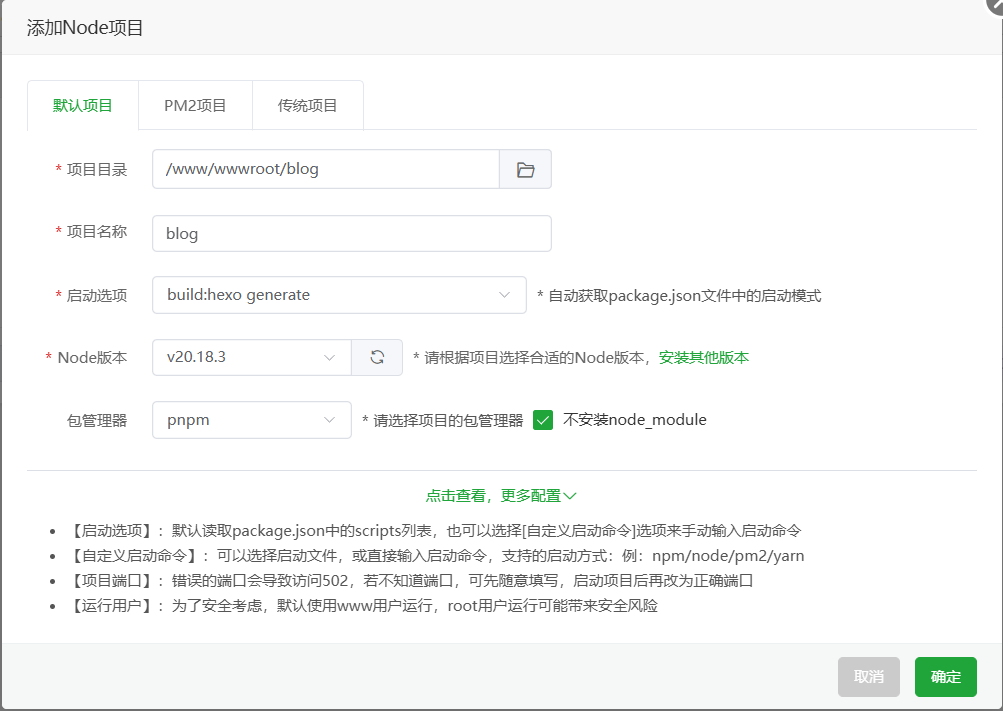 添加Node项目
默认项目 PM2项目 传统项目
* 项目目录 /www/wwwroot/blog
* 项目名称 blog
* 启动选项 build:hexo generate * 自动获取package.json文件中的启动模式
* Node版本 v20.18.3 * 请根据项目选择合适的Node版本，安装其他版本
包管理器 pnpm * 请选择项目的包管理器 不安装node_module
点击查看，更多配置
• 【启动选项】：默认读取package.json中的scripts列表，也可以选择[自定义启动命令]选项来手动输入启动命令
• 【自定义启动命令】：可以选择启动文件，或直接输入启动命令，支持的启动方式：例：npm/node/pm2/yarn
• 【项目端口】：错误的端口会导致访问502，若不知道端口，可先随意填写，启动项目后再改为正确端口
• 【运行用户】：为了安全考虑，默认使用www用户运行，root用户运行可能带来安全风险
取消 确定